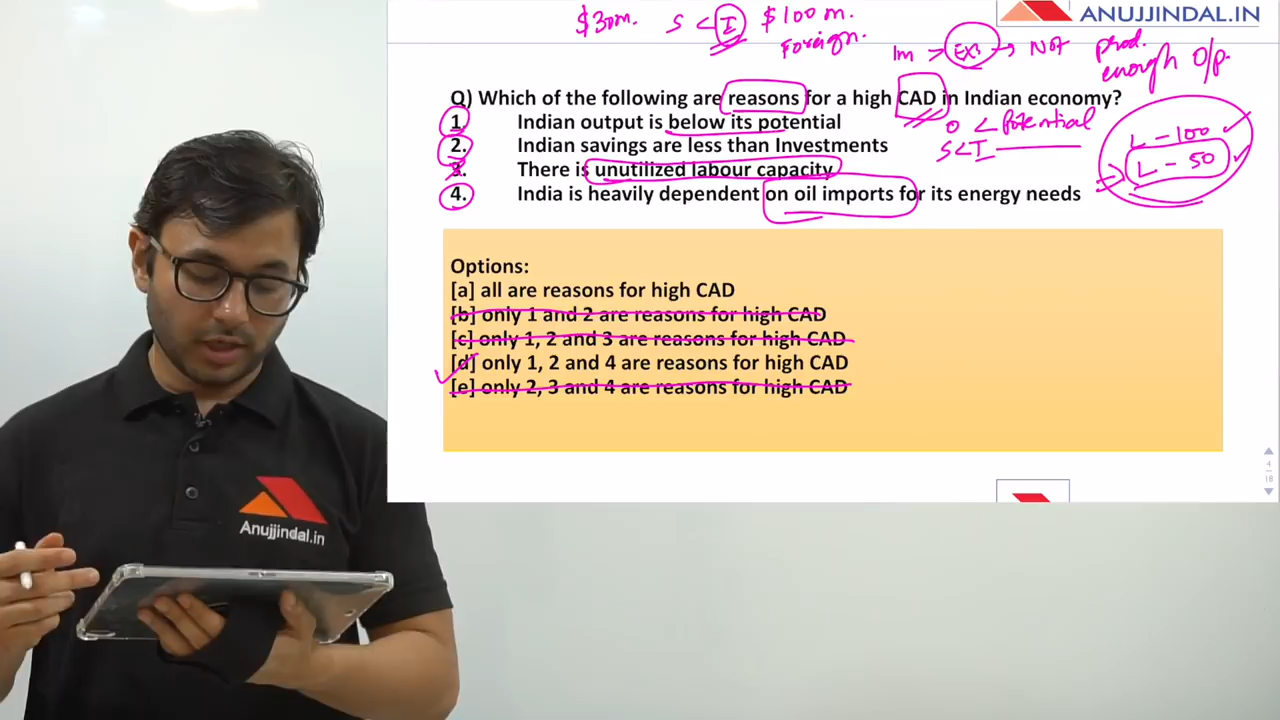 $30m. S < I $100m.
Foreign.
ANUJJINDAL.IN
Im > EX? → Not prod.
enough O/p.
Q) Which of the following are reasons for a high CAD in Indian economy?
1. Indian output is below its potential
O < Potential
L - 100
2. Indian savings are less than Investments
S < I
L - 50
3. There is unutilized labour capacity
4. India is heavily dependent on oil imports for its energy needs
Options:
[a] all are reasons for high CAD
[b] only 1 and 2 are reasons for high CAD
[c] only 1, 2 and 3 are reasons for high CAD
[d] only 1, 2 and 4 are reasons for high CAD
[e] only 2, 3 and 4 are reasons for high CAD
4
18
Anujjindal.in